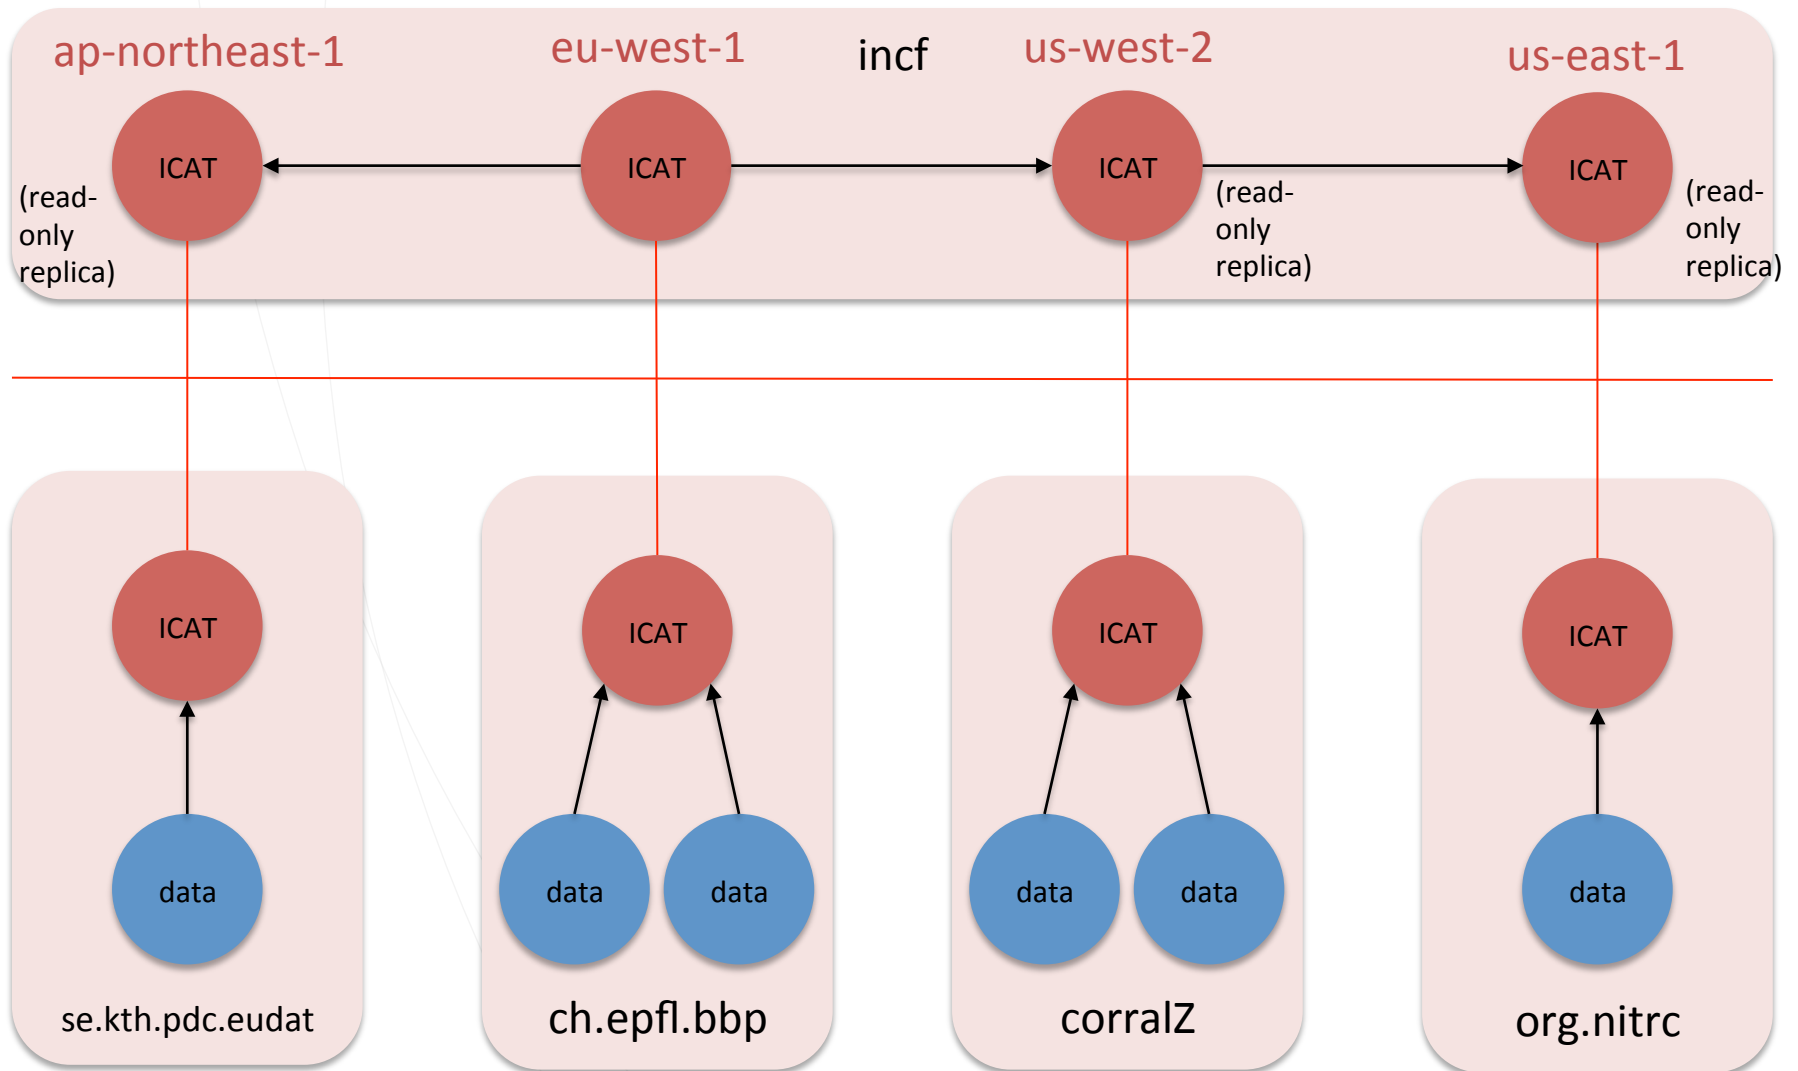 ap-northeast-1
eu-west-1
incf
us-west-2
us-east-1
ICAT
ICAT
ICAT
ICAT
(read-
only
replica)
(read-
only
replica)
(read-
only
replica)
ICAT
ICAT
ICAT
ICAT
data
data
data
data
data
data
se.kth.pdc.eudat
ch.epfl.bbp
corralZ
org.nitrc